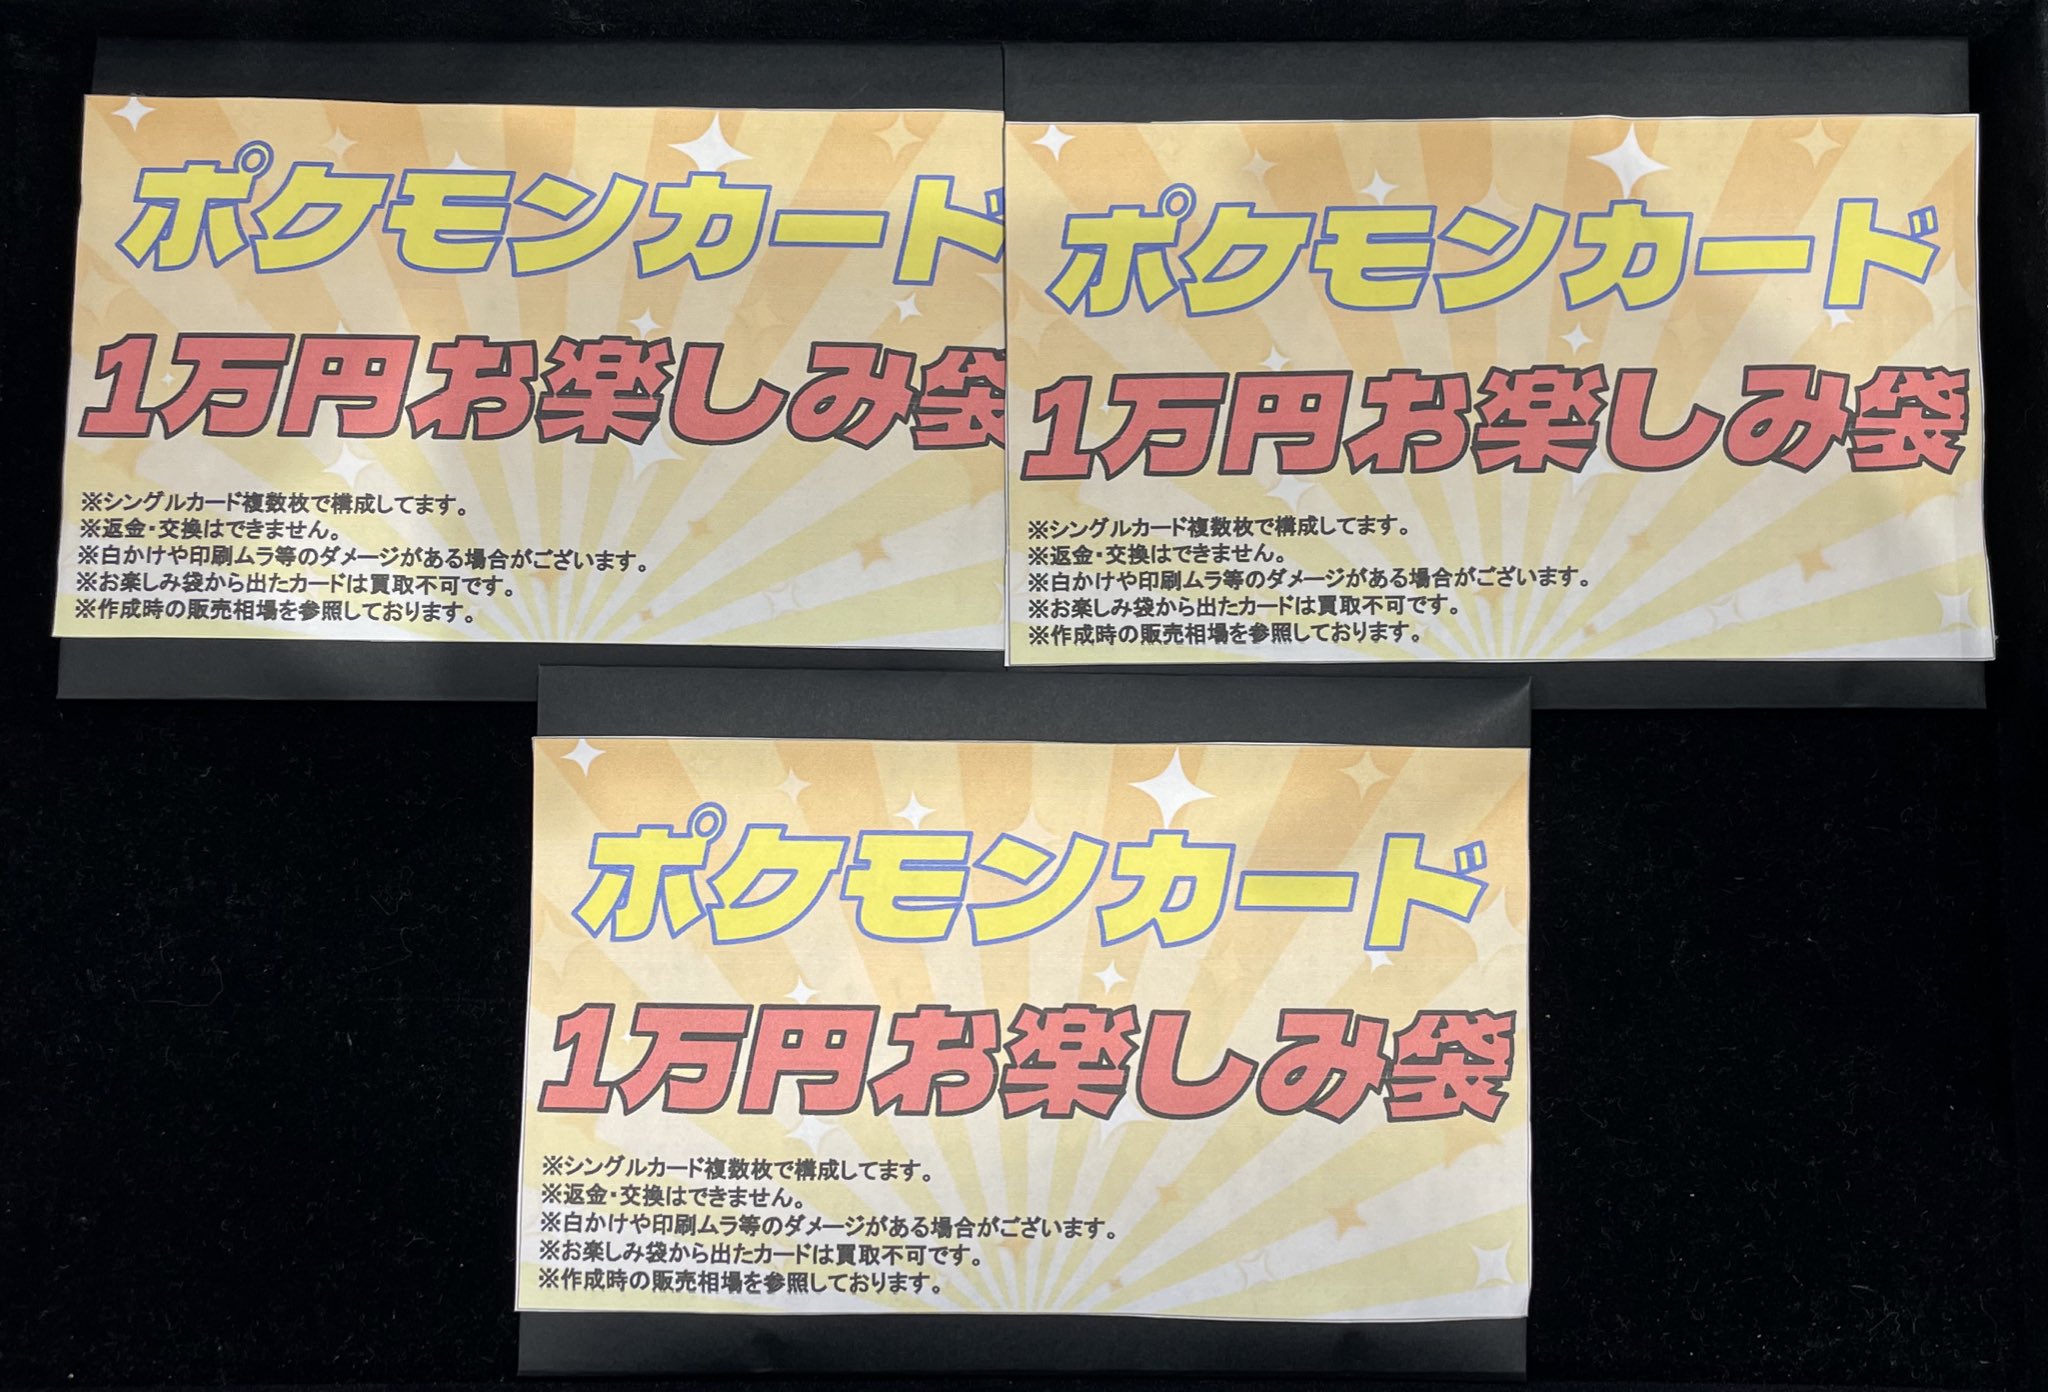 ポケモンカード
1万円お楽しみ袋
※シングルカード複数枚で構成してます。
※返金・交換はできません。
※白かけや印刷ムラ等のダメージがある場合がございます。
※お楽しみ袋から出たカードは買取不可です。
※作成時の販売相場を参照しております。
ポケモンカード
1万円お楽しみ袋
※シングルカード複数枚で構成してます。
※返金・交換はできません。
※白かけや印刷ムラ等のダメージがある場合がございます。
※お楽しみ袋から出たカードは買取不可です。
※作成時の販売相場を参照しております。
ポケモンカード
1万円お楽しみ袋
※シングルカード複数枚で構成してます。
※返金・交換はできません。
※白かけや印刷ムラ等のダメージがある場合がございます。
※お楽しみ袋から出たカードは買取不可です。
※作成時の販売相場を参照しております。